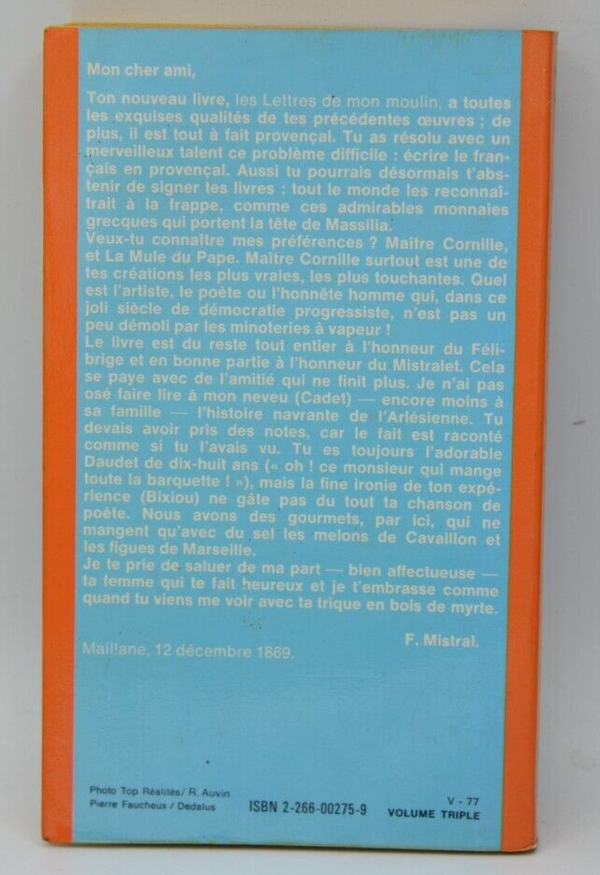 Mon cher ami,
Ton nouveau livre, les Lettres de mon moulin, a toutes
les exquises qualités de tes précédentes œuvres ; de
plus, il est tout à fait provençal. Tu as résolu avec un
merveilleux talent ce problème difficile : écrire le fran-
çais en provençal. Aussi tu pourrais désormais t'abs-
tenir de signer tes livres : tout le monde les reconnaî-
trait à la frappe, comme ces admirables monnaies
grecques qui portent la tête de Massilia.
Veux-tu connaître mes préférences ? Maître Cornille,
et La Mule du Pape. Maître Cornille surtout est une de
tes créations les plus vraies, les plus touchantes. Quel
est l'artiste, le poète ou l'honnête homme qui, dans ce
joli siècle de démocratie progressiste, n'est pas un
peu démoli par les minoteries à vapeur !
Le livre est du reste tout entier à l'honneur du Féli-
brige et en bonne partie à l'honneur du Mistralet. Cela
se paye avec de l'amitié qui ne finit plus. Je n'ai pas
osé faire lire à mon neveu (Cadet) — encore moins à
sa famille — l'histoire navrante de l'Arlésienne. Tu
devais avoir pris des notes, car le fait est raconté
comme si tu l'avais vu. Tu es toujours l'adorable
Daudet de dix-huit ans (« oh ! ce monsieur qui mange
toute la barquette ! »), mais la fine ironie de ton expé-
rience (Bixiou) ne gâte pas du tout ta chanson de
poète. Nous avons des gourmets, par ici, qui ne
mangent qu'avec du sel les melons de Cavaillon et
les figues de Marseille.
Je te prie de saluer de ma part — bien affectueuse —
ta femme qui te fait heureux et je t'embrasse comme
quand tu viens me voir avec ta trique en bois de myrte.
F. Mistral.
Maillane, 12 décembre 1869.
Photo Top Réalités/ R. Auvin
Pierre Faucheux / Dedalus
ISBN 2-266-00275-9
V - 77
VOLUME TRIPLE